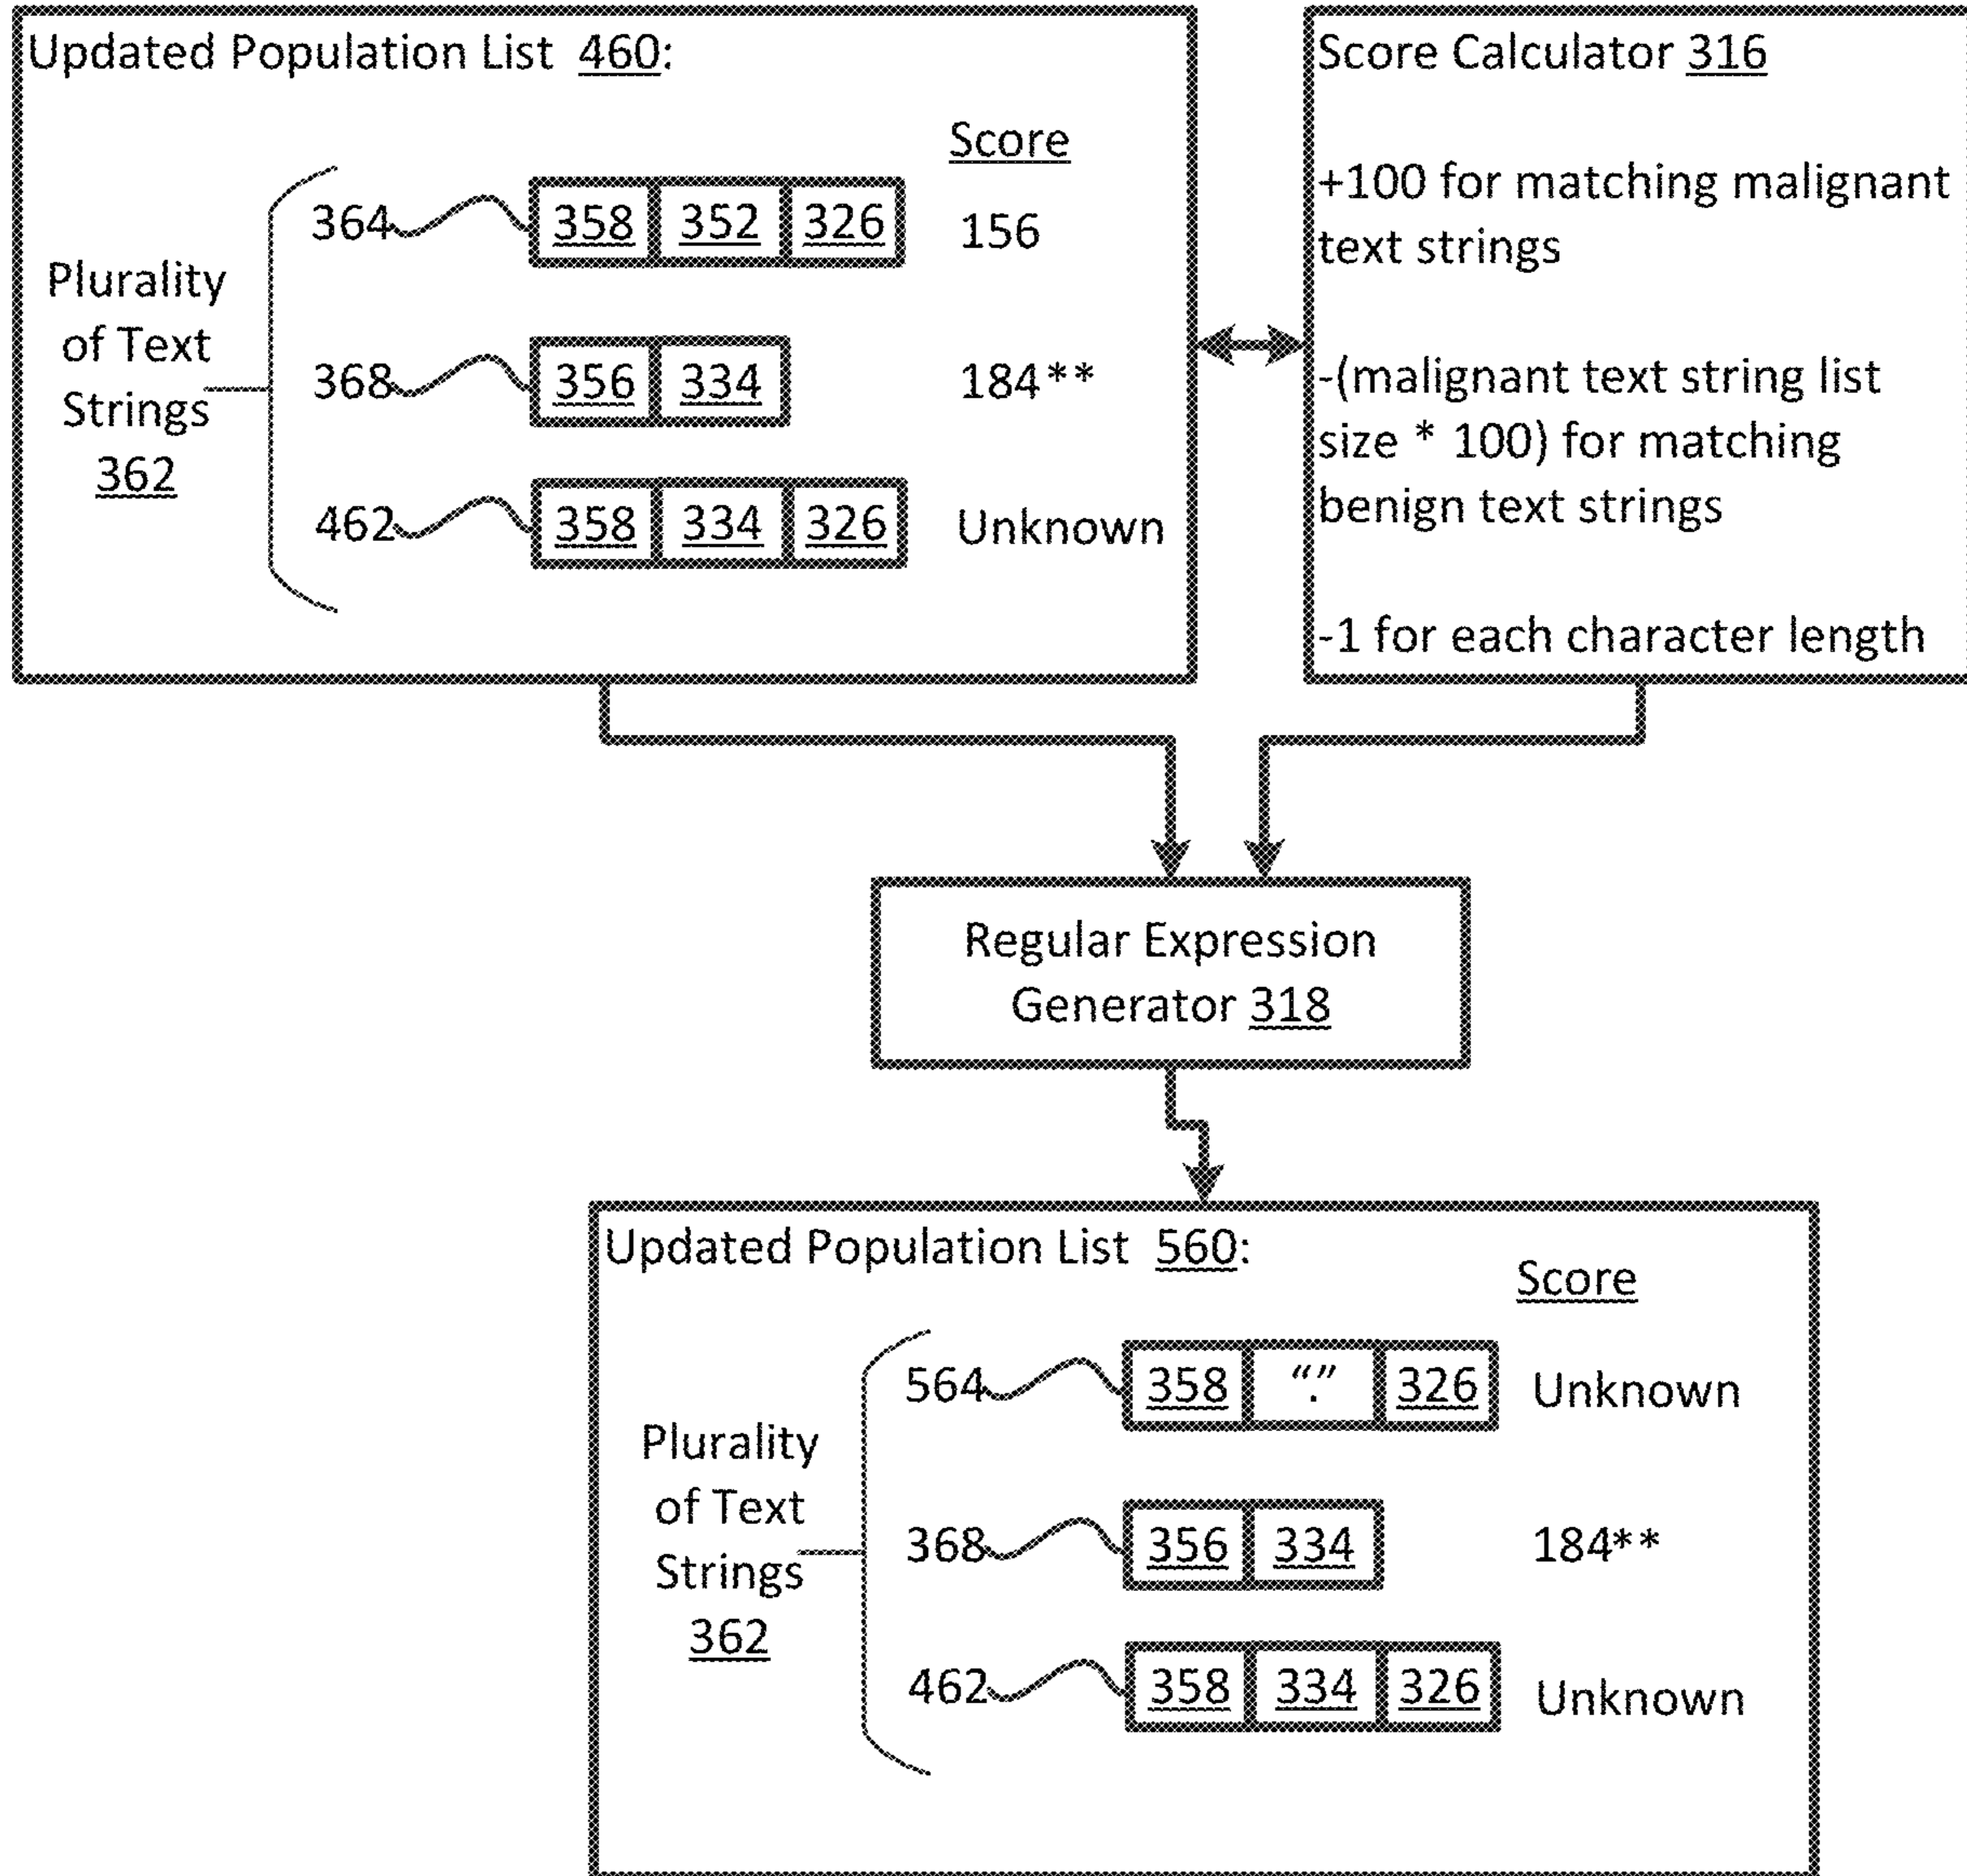 Updated Population List 460:
Score
364 358 352 326 156
368 356 334 184**
462 358 334 326 Unknown
Plurality
of Text
Strings
362
Score Calculator 316
+100 for matching malignant
text strings
-(malignant text string list
size * 100) for matching
benign text strings
-1 for each character length
Regular Expression
Generator 318
Updated Population List 560:
Score
564 358 “.” 326 Unknown
368 356 334 184**
462 358 334 326 Unknown
Plurality
of Text
Strings
362